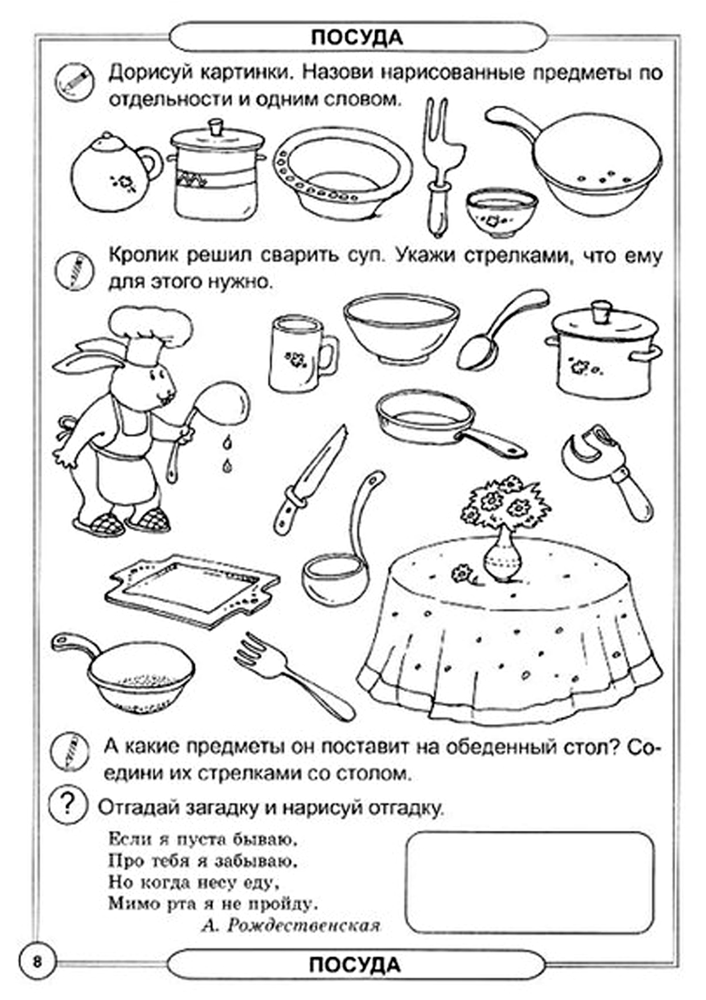 ПОСУДА
Дорисуй картинки. Назови нарисованные предметы по
отдельности и одним словом.
Кролик решил сварить суп. Укажи стрелками, что ему
для этого нужно.
А какие предметы он поставит на обеденный стол? Со-
едини их стрелками со столом.
?
Отгадай загадку и нарисуй отгадку.
Если я пуста бываю,
Про тебя я забываю,
Но когда несу еду,
Мимо рта я не пройду.
А. Рождественская
8
ПОСУДА